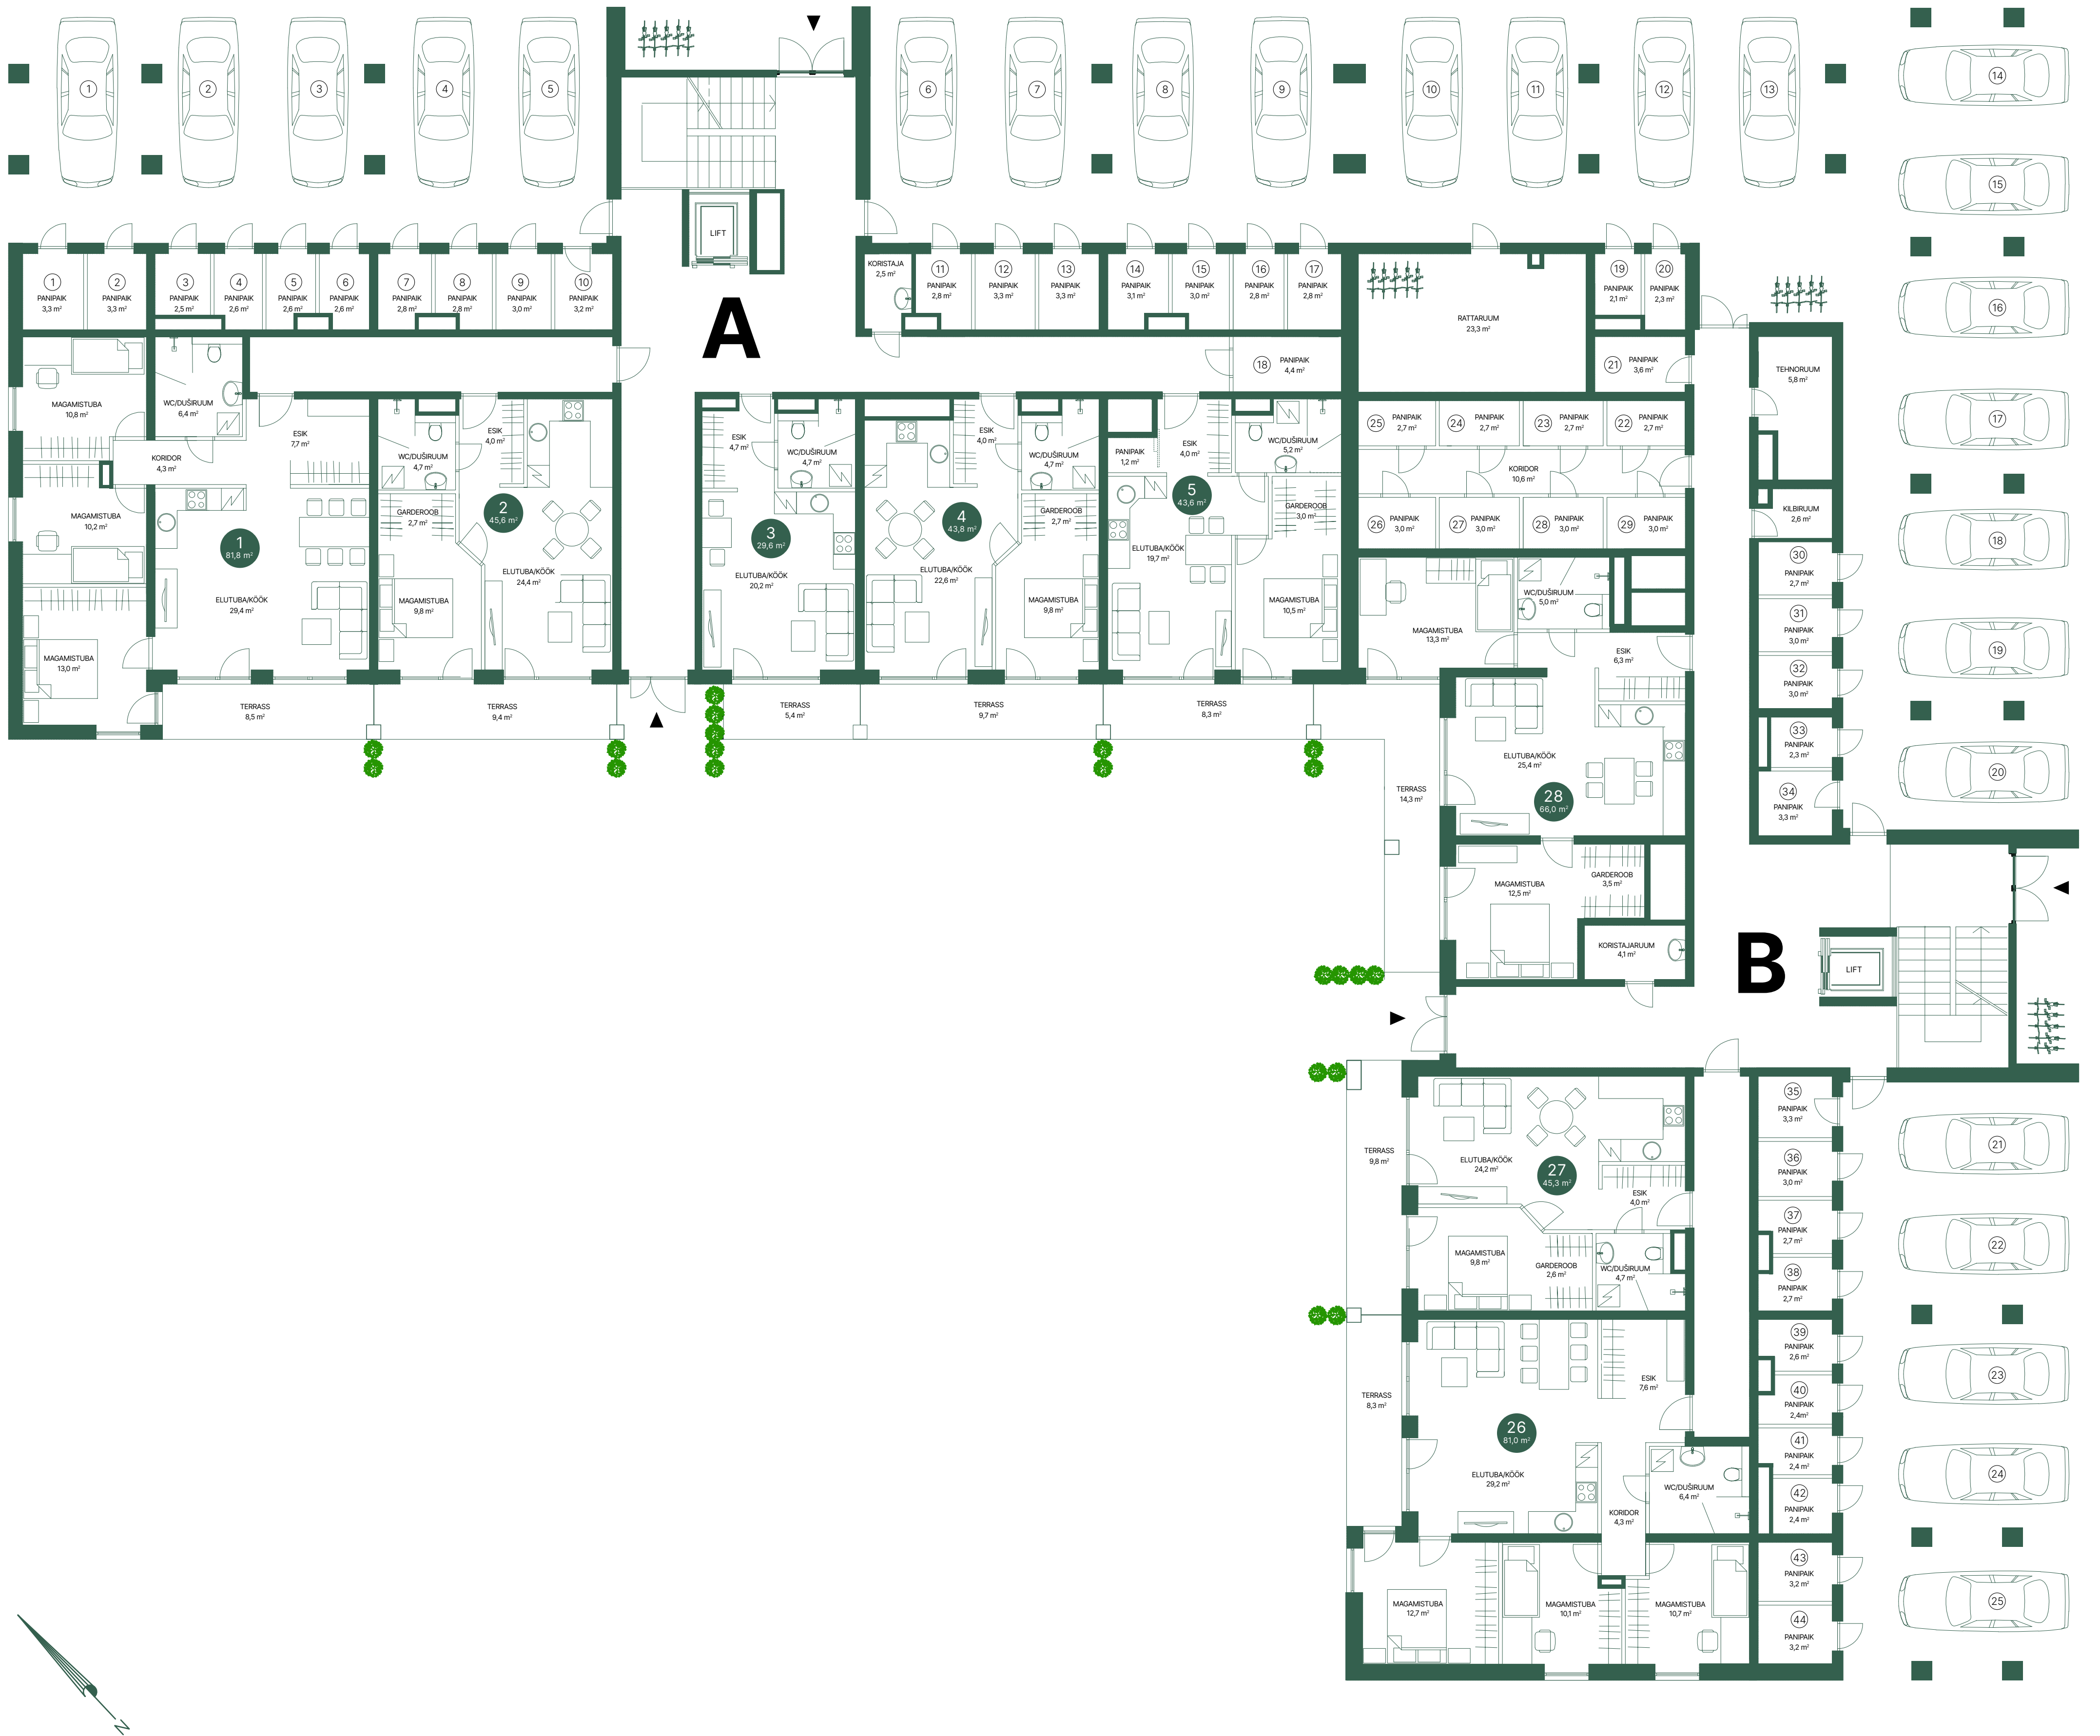 1
2
3
4
5
6
7
8
9
10
11
12
13
14
15
16
17
18
19
20
21
22
23
24
25
LIFT
A
1
PANIPAIK
3,3 m²
2
PANIPAIK
3,3 m²
3
PANIPAIK
2,5 m²
4
PANIPAIK
2,6 m²
5
PANIPAIK
2,6 m²
6
PANIPAIK
2,6 m²
7
PANIPAIK
2,8 m²
8
PANIPAIK
2,8 m²
9
PANIPAIK
3,0 m²
10
PANIPAIK
3,2 m²
KORISTAJA
2,5 m²
11
PANIPAIK
2,8 m²
12
PANIPAIK
3,3 m²
13
PANIPAIK
3,3 m²
14
PANIPAIK
3,1 m²
15
PANIPAIK
3,0 m²
16
PANIPAIK
2,8 m²
17
PANIPAIK
2,8 m²
18
PANIPAIK
4,4 m²
RATTARUUM
23,3 m²
19
PANIPAIK
2,1 m²
20
PANIPAIK
2,3 m²
21
PANIPAIK
3,6 m²
TEHNORUUM
5,8 m²
25
PANIPAIK
2,7 m²
24
PANIPAIK
2,7 m²
23
PANIPAIK
2,7 m²
22
PANIPAIK
2,7 m²
KORIDOR
10,6 m²
26
PANIPAIK
3,0 m²
27
PANIPAIK
3,0 m²
28
PANIPAIK
3,0 m²
29
PANIPAIK
3,0 m²
KILBIRUUM
2,6 m²
30
PANIPAIK
2,7 m²
31
PANIPAIK
3,0 m²
32
PANIPAIK
3,0 m²
33
PANIPAIK
2,3 m²
34
PANIPAIK
3,3 m²
MAGAMISTUBA
10,8 m²
WC/DUŠIRUUM
6,4 m²
ESIK
7,7 m²
KORIDOR
4,3 m²
MAGAMISTUBA
10,2 m²
1
81,8 m²
ELUTUBA/KÖÖK
29,4 m²
MAGAMISTUBA
13,0 m²
TERRASS
8,5 m²
WC/DUŠIRUUM
4,7 m²
ESIK
4,0 m²
GARDEROOB
2,7 m²
2
45,6 m²
ELUTUBA/KÖÖK
24,4 m²
MAGAMISTUBA
9,8 m²
TERRASS
9,4 m²
ESIK
4,7 m²
WC/DUŠIRUUM
4,7 m²
3
29,6 m²
ELUTUBA/KÖÖK
20,2 m²
TERRASS
5,4 m²
ESIK
4,0 m²
WC/DUŠIRUUM
4,7 m²
4
43,8 m²
GARDEROOB
2,7 m²
ELUTUBA/KÖÖK
22,6 m²
MAGAMISTUBA
9,8 m²
TERRASS
9,7 m²
PANIPAIK
1,2 m²
ESIK
4,0 m²
WC/DUŠIRUUM
5,2 m²
5
43,6 m²
GARDEROOB
3,0 m²
ELUTUBA/KÖÖK
19,7 m²
MAGAMISTUBA
10,5 m²
TERRASS
8,3 m²
MAGAMISTUBA
13,3 m²
WC/DUŠIRUUM
5,0 m²
ESIK
6,3 m²
ELUTUBA/KÖÖK
25,4 m²
28
66,0 m²
TERRASS
14,3 m²
MAGAMISTUBA
12,5 m²
GARDEROOB
3,5 m²
KORISTAJARUUM
4,1 m²
B
LIFT
TERRASS
9,8 m²
ELUTUBA/KÖÖK
24,2 m²
27
45,3 m²
ESIK
4,0 m²
MAGAMISTUBA
9,8 m²
GARDEROOB
2,6 m²
WC/DUŠIRUUM
4,7 m²
35
PANIPAIK
3,3 m²
36
PANIPAIK
3,0 m²
37
PANIPAIK
2,7 m²
38
PANIPAIK
2,7 m²
39
PANIPAIK
2,6 m²
40
PANIPAIK
2,4m²
41
PANIPAIK
2,4 m²
42
PANIPAIK
2,4 m²
43
PANIPAIK
3,2 m²
44
PANIPAIK
3,2 m²
TERRASS
8,3 m²
ESIK
7,6 m²
26
81,0 m²
ELUTUBA/KÖÖK
29,2 m²
WC/DUŠIRUUM
6,4 m²
KORIDOR
4,3 m²
MAGAMISTUBA
12,7 m²
MAGAMISTUBA
10,1 m²
MAGAMISTUBA
10,7 m²
N